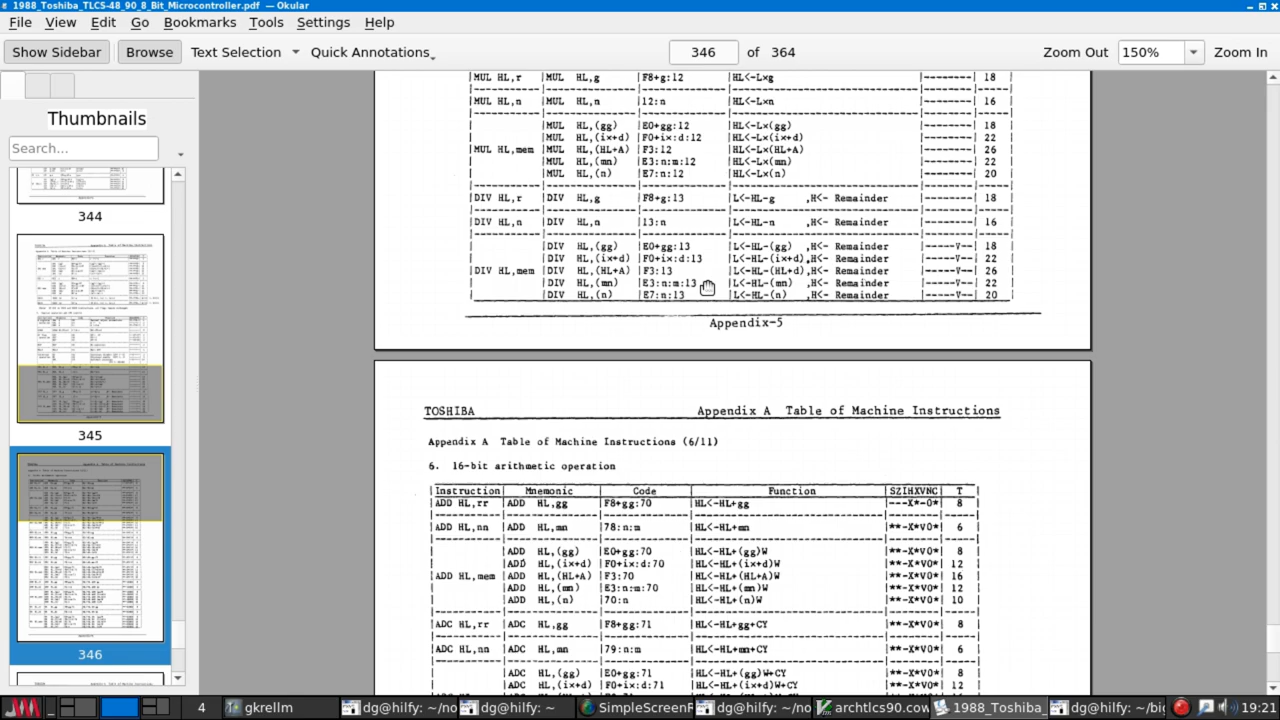 1988_Toshiba_TLCS-48_90_8_Bit_Microcontroller.pdf — Okular
File View Edit Go Bookmarks Tools Settings Help
Show Sidebar Browse Text Selection Quick Annotations 346 of 364 Zoom Out 150% Zoom In
Thumbnails
Search...
344
345
346
|MUL HL,r |MUL HL,g |F8+g:12 |HL<-L×g |--------| 18
|MUL HL,n |MUL HL,n |12:n |HL<-L×n |--------| 16
| |MUL HL,(gg) |E0+gg:12 |HL<-L×(gg) |--------| 18
| |MUL HL,(ix+d) |F0+ix:d:12 |HL<-L×(ix+d) |--------| 22
|MUL HL,mem |MUL HL,(HL+A) |F3:12 |HL<-L×(HL+A) |--------| 26
| |MUL HL,(mn) |E3:n:m:12 |HL<-L×(mn) |--------| 22
| |MUL HL,(n) |E7:n:12 |HL<-L×(n) |--------| 20
|DIV HL,r |DIV HL,g |F8+g:13 |L<-HL-g ,H<- Remainder |--------| 18
|DIV HL,n |DIV HL,n |13:n |L<-HL-n ,H<- Remainder |--------| 16
| |DIV HL,(gg) |E0+gg:13 |L<-HL-(gg) ,H<- Remainder |-----V--| 18
| |DIV HL,(ix+d) |F0+ix:d:13 |L<-HL-(ix+d),H<- Remainder |-----V--| 22
|DIV HL,mem |DIV HL,(HL+A) |F3:13 |L<-HL-(HL+d),H<- Remainder |-----V--| 26
| |DIV HL,(mn) |E3:n:m:13 |L<-HL-(mn) ,H<- Remainder |-----V--| 22
| |DIV HL,(n) |E7:n:13 |L<-HL-(n) ,H<- Remainder |-----V--| 20
Appendix-5
TOSHIBA Appendix A Table of Machine Instructions
Appendix A Table of Machine Instructions (6/11)
6. 16-bit arithmetic operation
|Instruction| Mnemonic | Code | Function |SZIHXVNC| T
|ADD HL,rr |ADD HL,gg |F8+gg:70 |HL<-HL+gg |---X*-0*| 8
|ADD HL,nn |ADD HL,mn |78:n:m |HL<-HL+mn |**-X*V0*| 6
| |ADD HL,(gg) |E0+gg:70 |HL<-HL+(gg)W |**-X*V0*| 8
| |ADD HL,(ix+d) |F0+ix:d:70 |HL<-HL+(ix+d)W |**-X*V0*| 12
|ADD HL,mem |ADD HL,(HL+A) |F3:70 |HL<-HL+(HL+A)W |**-X*V0*| 16
| |ADD HL,(mn) |E3:n:m:70 |HL<-HL+(mn)W |**-X*V0*| 12
| |ADD HL,(n) |70:n |HL<-HL+(n)W |**-X*V0*| 10
|ADC HL,rr |ADC HL,gg |F8+gg:71 |HL<-HL+gg+CY |**-X*V0*| 8
|ADC HL,nn |ADC HL,mn |79:n:m |HL<-HL+mn+CY |**-X*V0*| 6
| |ADC HL,(gg) |E0+gg:71 |HL<-HL+(gg)W+CY |**-X*V0*| 8
| |ADC HL,(ix+d) |F0+ix:d:71 |HL<-HL+(ix+d)W+CY |**-X*V0*| 12
4 gkrellm dg@hilfy: ~/no dg@hilfy: ~ SimpleScreenR dg@hilfy: ~/no archtlcs90.cow 1988_Toshiba_ dg@hilfy: ~/bi 19:21